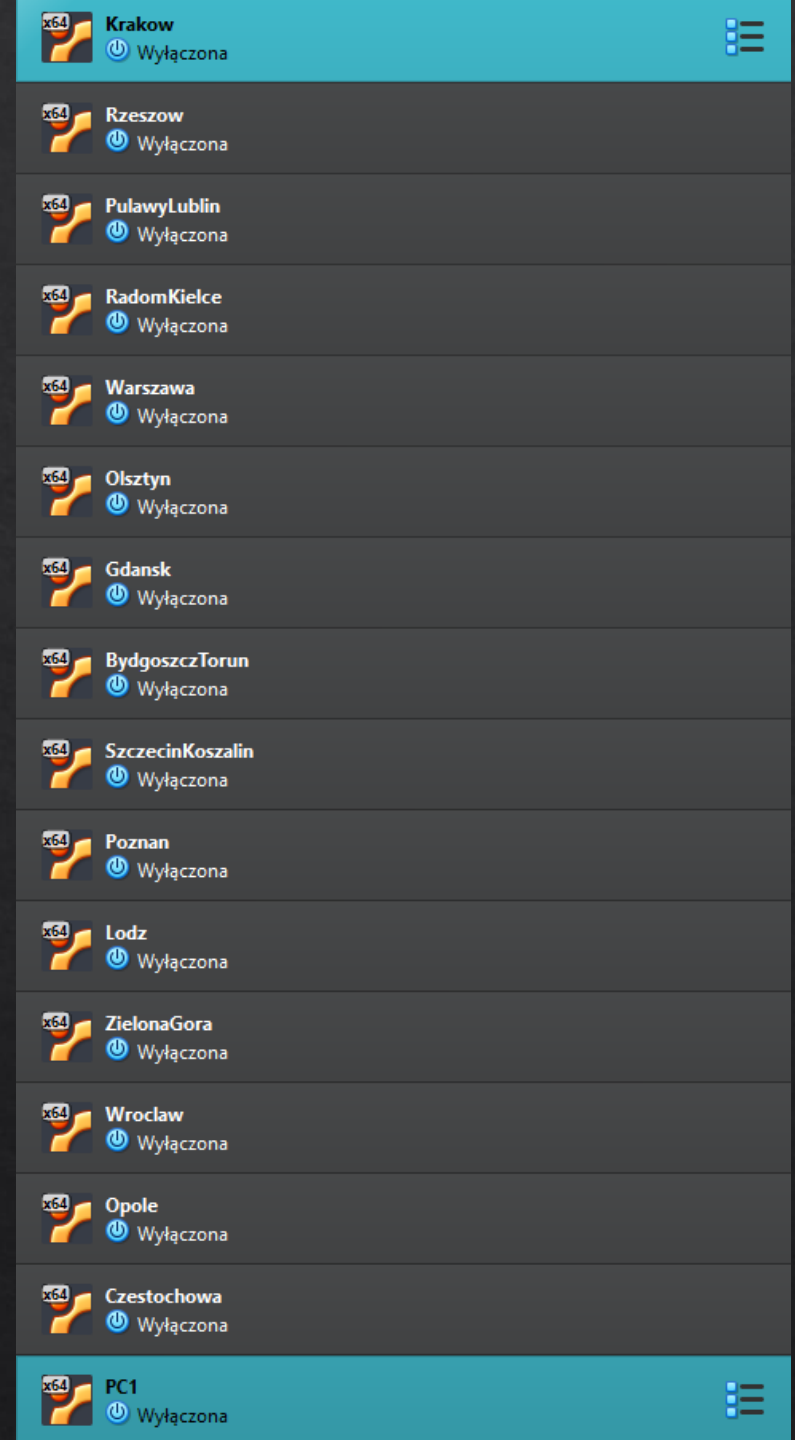 x64 Krakow
Wyłączona
x64 Rzeszow
Wyłączona
x64 PulawyLublin
Wyłączona
x64 RadomKielce
Wyłączona
x64 Warszawa
Wyłączona
x64 Olsztyn
Wyłączona
x64 Gdansk
Wyłączona
x64 BydgoszczTorun
Wyłączona
x64 SzczecinKoszalin
Wyłączona
x64 Poznan
Wyłączona
x64 Lodz
Wyłączona
x64 ZielonaGora
Wyłączona
x64 Wroclaw
Wyłączona
x64 Opole
Wyłączona
x64 Czestochowa
Wyłączona
x64 PC1
Wyłączona